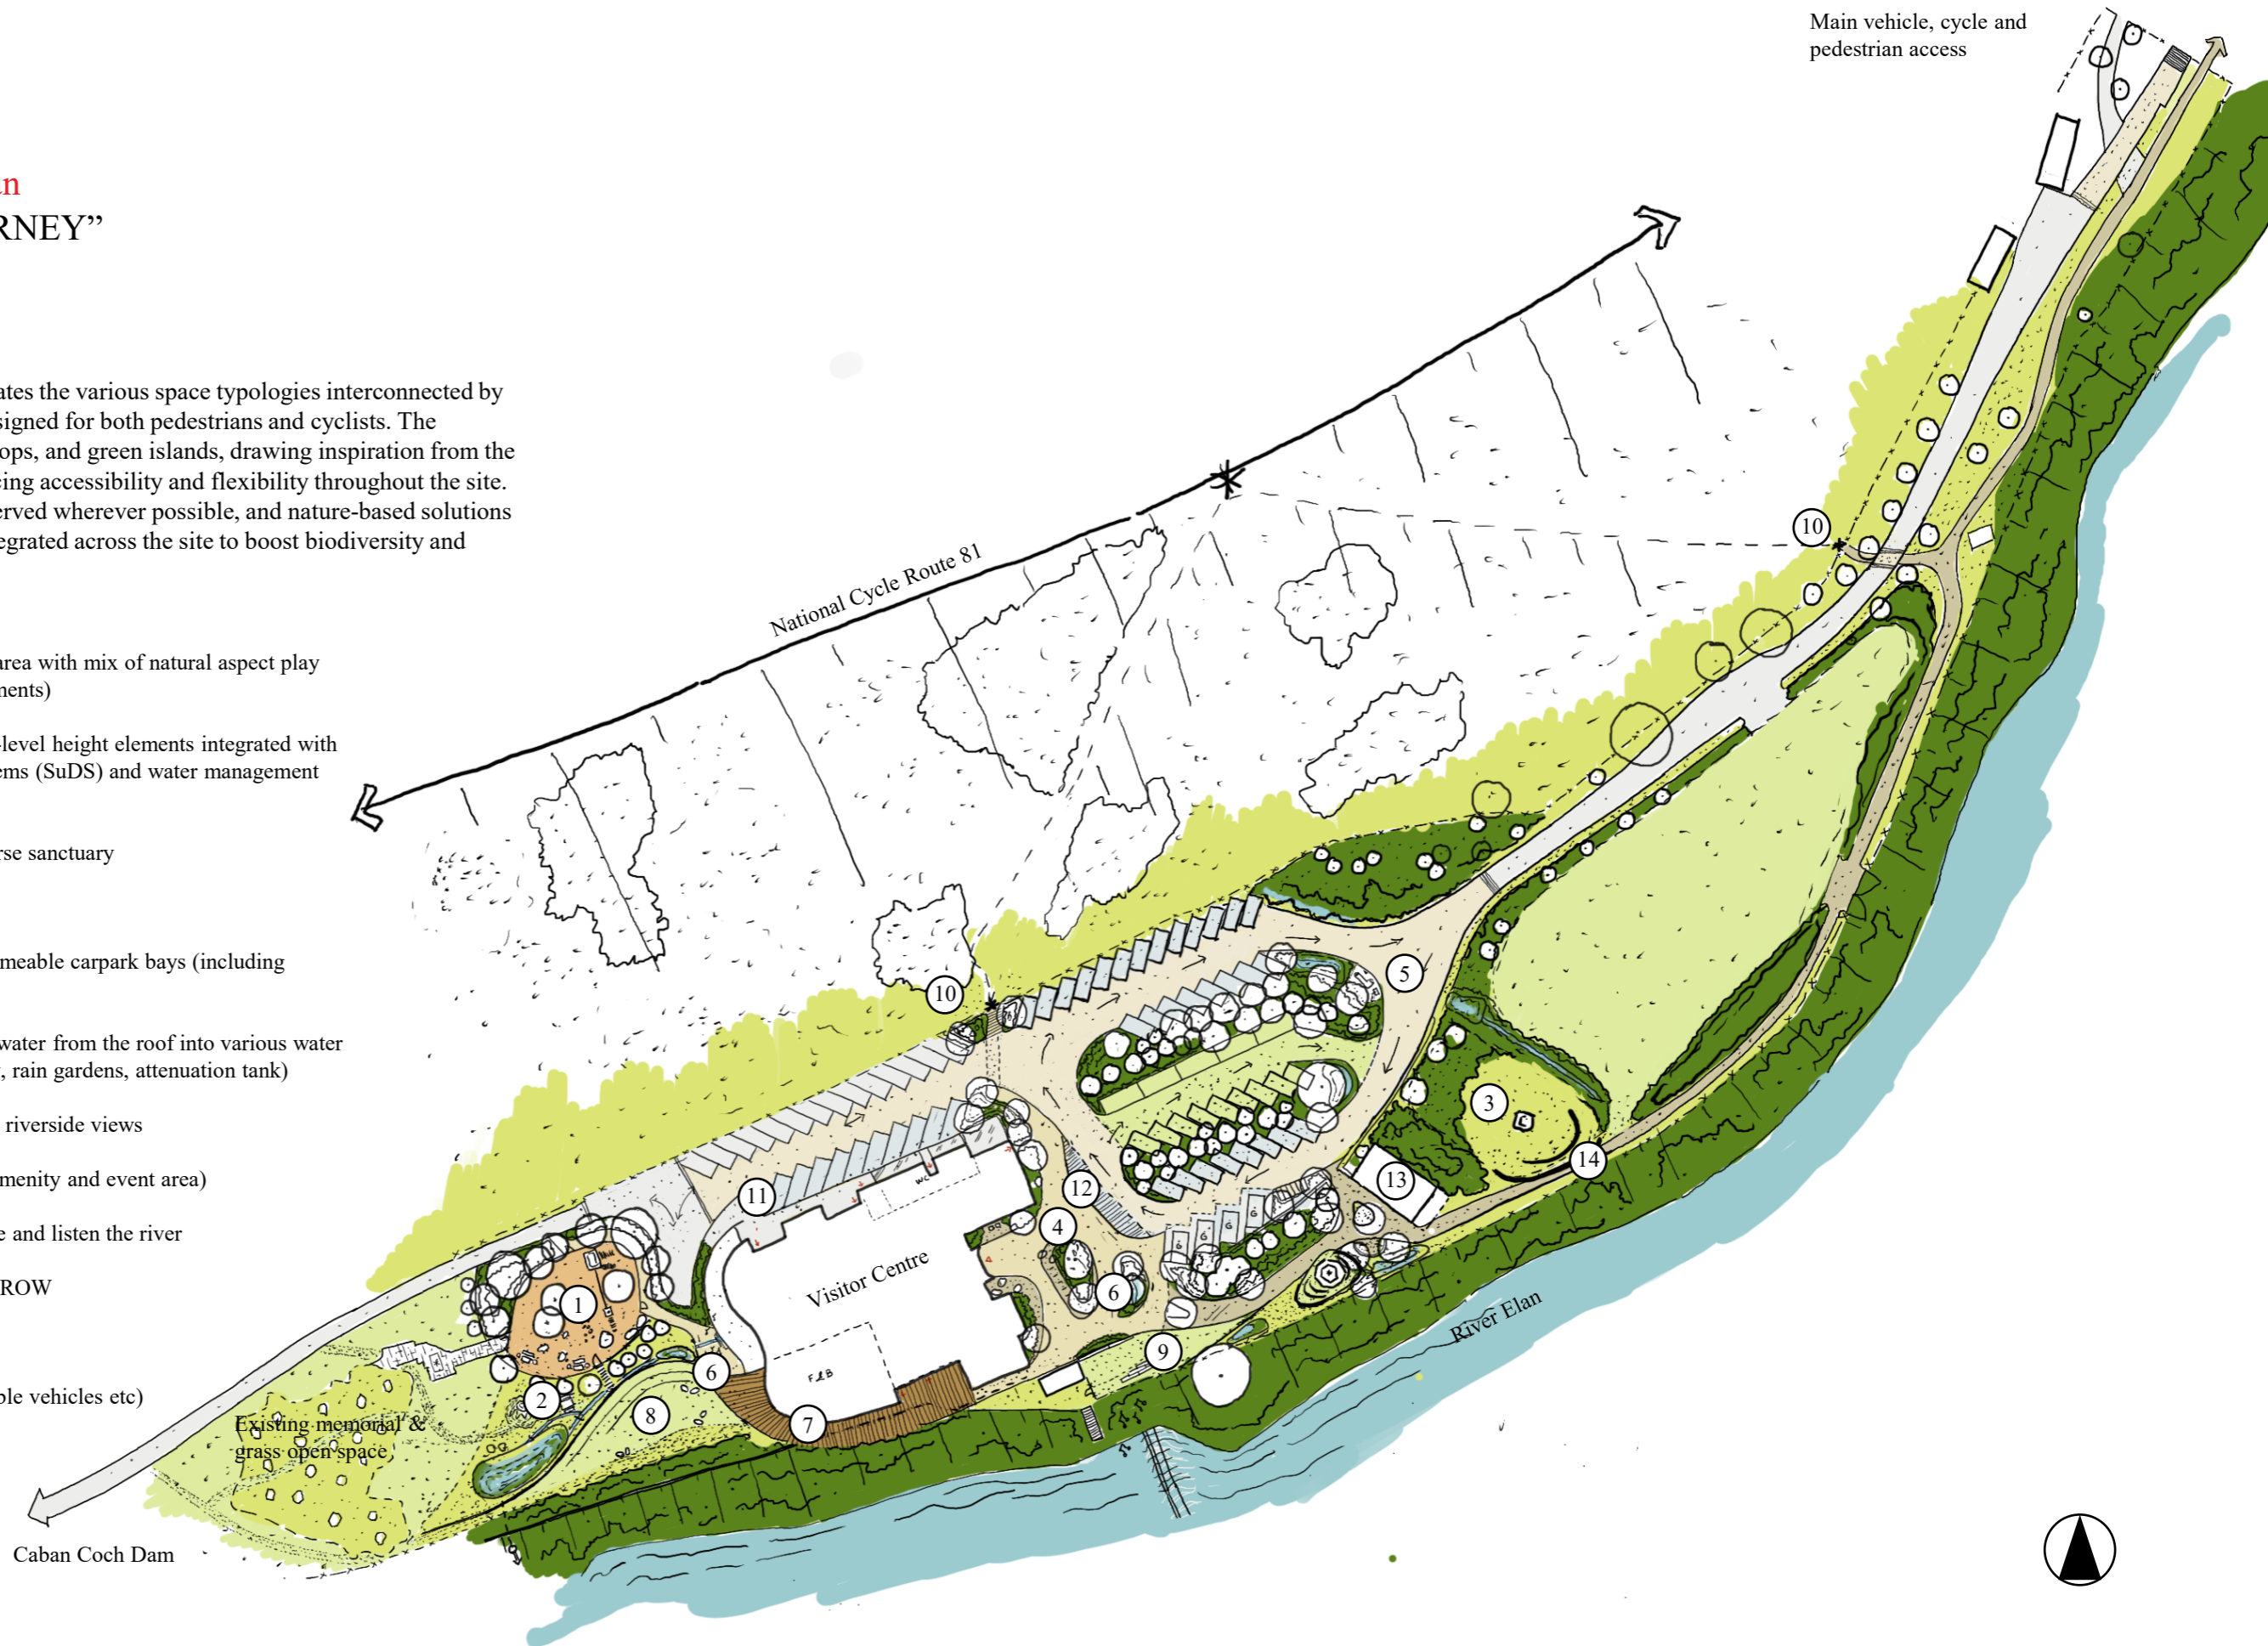 Main vehicle, cycle and
pedestrian access
an
RNEY”
ates the various space typologies interconnected by
signed for both pedestrians and cyclists. The
ops, and green islands, drawing inspiration from the
cing accessibility and flexibility throughout the site.
erved wherever possible, and nature-based solutions
egrated across the site to boost biodiversity and
area with mix of natural aspect play
ments)
-level height elements integrated with
ems (SuDS) and water management
rse sanctuary
meable carpark bays (including
water from the roof into various water
, rain gardens, attenuation tank)
riverside views
menity and event area)
e and listen the river
ROW
ble vehicles etc)
National Cycle Route 81
10
10
5
3
14
13
11
12
4
6
WC
Visitor Centre
F&B
G
G
G
G
1
2
6
8
7
9
River Elan
Existing memorial &
grass open space
Caban Coch Dam